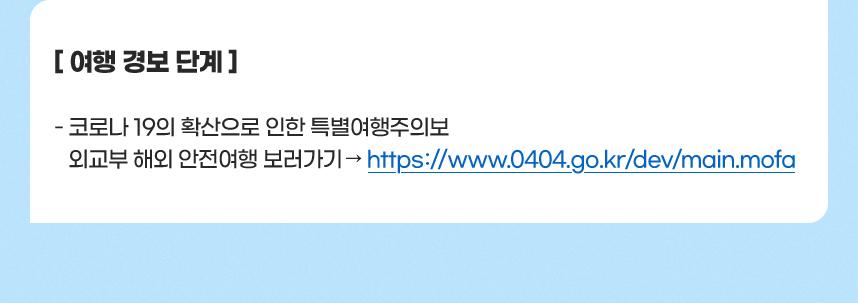 [ 여행 경보 단계 ]
- 코로나 19의 확산으로 인한 특별여행주의보
외교부 해외 안전여행 보러가기→ https://www.0404.go.kr/dev/main.mofa